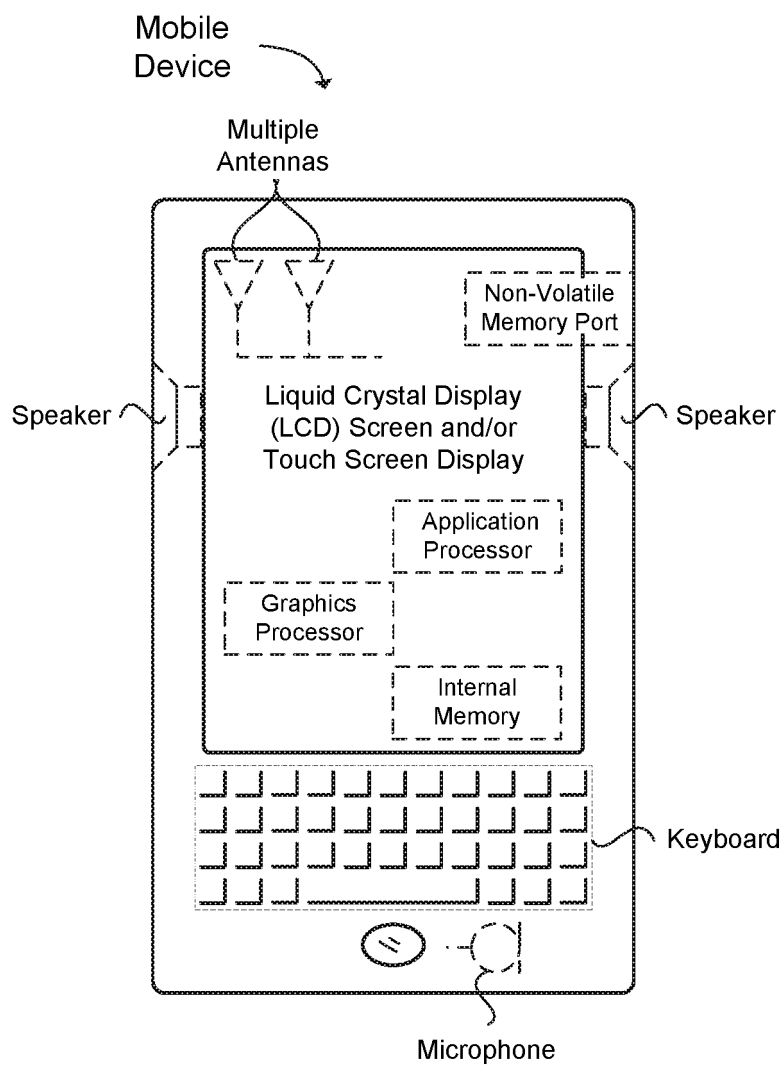 Mobile
Device
Multiple
Antennas
Non-Volatile
Memory Port
Speaker
Liquid Crystal Display
(LCD) Screen and/or
Touch Screen Display
Speaker
Application
Processor
Graphics
Processor
Internal
Memory
Keyboard
Microphone